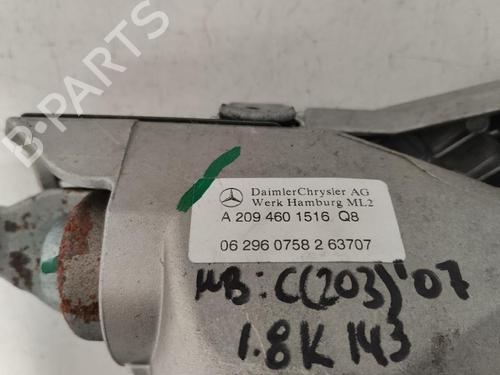 B-PARTS
DaimlerChrysler AG
Werk Hamburg ML2
A 209 460 1516 Q8
06 296 0758 2 63707
MB: C(203)'07
1.8K 143